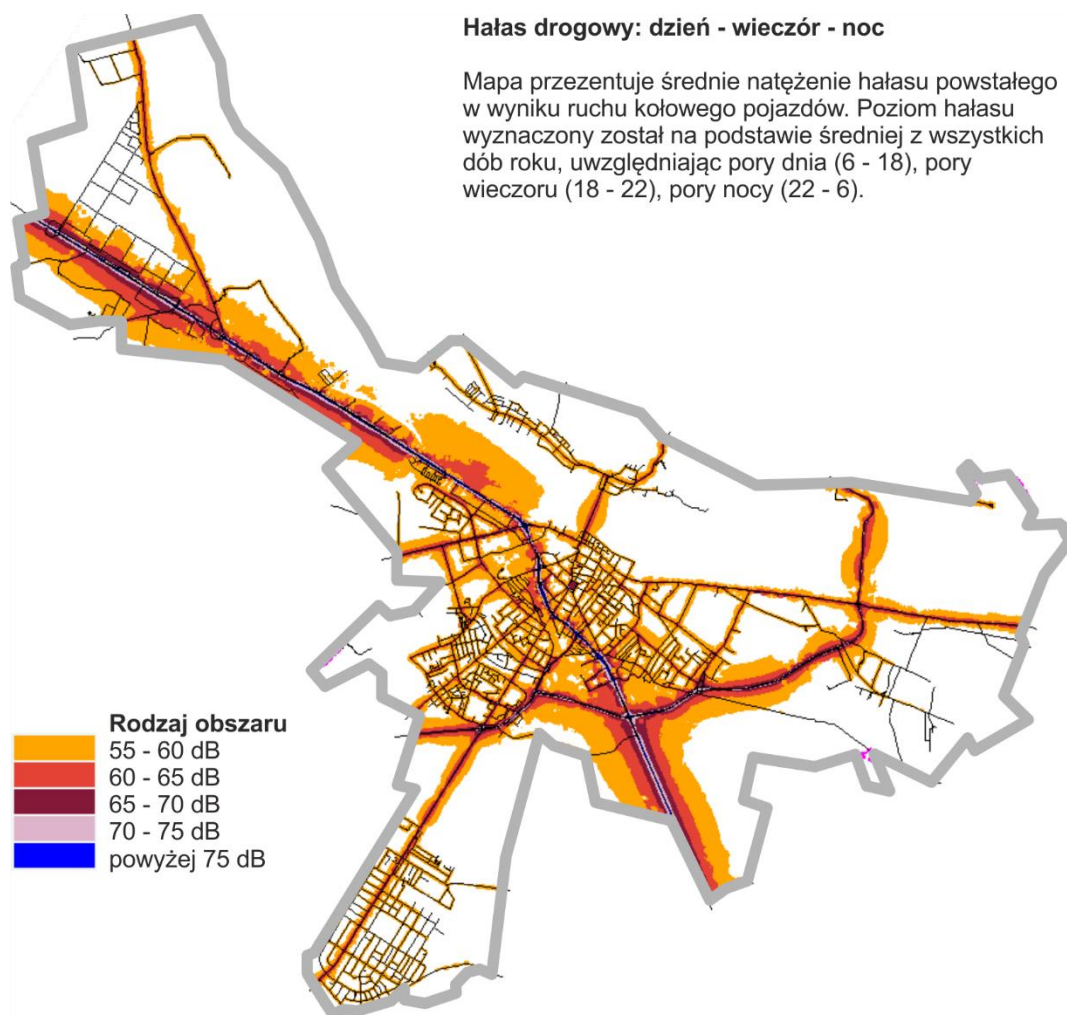 Hałas drogowy: dzień - wieczór - noc
Mapa przezentuje średnie natężenie hałasu powstałego
w wyniku ruchu kołowego pojazdów. Poziom hałasu
wyznaczony został na podstawie średniej z wszystkich
dób roku, uwzględniając pory dnia (6 - 18), pory
wieczoru (18 - 22), pory nocy (22 - 6).
Rodzaj obszaru
55 - 60 dB
60 - 65 dB
65 - 70 dB
70 - 75 dB
powyżej 75 dB